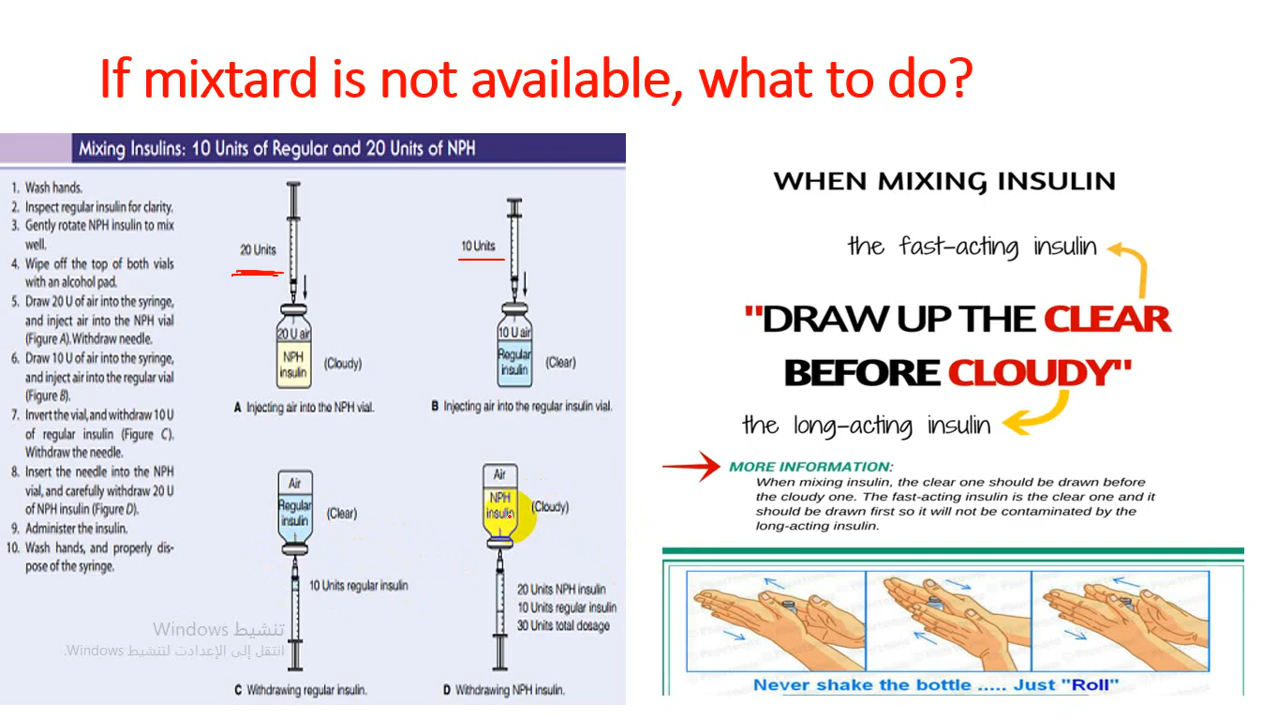 If mixtard is not available, what to do?
Mixing Insulins: 10 Units of Regular and 20 Units of NPH
1. Wash hands.
2. Inspect regular insulin for clarity.
3. Gently rotate NPH insulin to mix
well.
4. Wipe off the top of both vials
with an alcohol pad.
5. Draw 20 U of air into the syringe,
and inject air into the NPH vial
(Figure A). Withdraw needle.
6. Draw 10 U of air into the syringe,
and inject air into the regular vial
(Figure B).
7. Invert the vial, and withdraw 10 U
of regular insulin (Figure C).
Withdraw the needle.
8. Insert the needle into the NPH
vial, and carefully withdraw 20 U
of NPH insulin (Figure D).
9. Administer the insulin.
10. Wash hands, and properly dis-
pose of the syringe.
20 Units
20 U air
NPH
insulin
(Cloudy)
A Injecting air into the NPH vial.
10 Units
10 U air
Regular
insulin
(Clear)
B Injecting air into the regular insulin vial.
Air
Regular
insulin
(Clear)
10 Units regular insulin
C Withdrawing regular insulin.
Air
NPH
insulin
(Cloudy)
20 Units NPH insulin
10 Units regular insulin
30 Units total dosage
D Withdrawing NPH insulin.
تنشيط Windows
انتقل إلى الإعدادات لتنشيط Windows.
WHEN MIXING INSULIN
the fast-acting insulin
"DRAW UP THE CLEAR
BEFORE CLOUDY"
the long-acting insulin
MORE INFORMATION:
When mixing insulin, the clear one should be drawn before
the cloudy one. The fast-acting insulin is the clear one and it
should be drawn first so it will not be contaminated by the
long-acting insulin.
Never shake the bottle ..... Just "Roll"